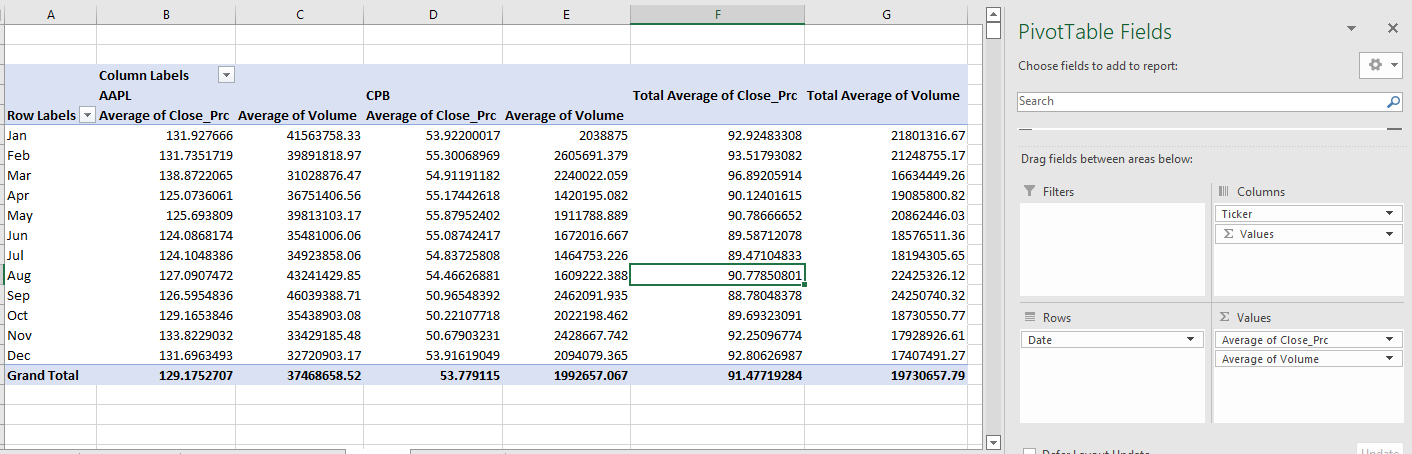 A B C D E F G
Column Labels
AAPL CPB Total Average of Close_Prc Total Average of Volume
Row Labels Average of Close_Prc Average of Volume Average of Close_Prc Average of Volume
Jan 131.927666 41563758.33 53.92200017 2038875 92.92483308 21801316.67
Feb 131.7351719 39891818.97 55.30068969 2605691.379 93.51793082 21248755.17
Mar 138.8722065 31028876.47 54.91191182 2240022.059 96.89205914 16634449.26
Apr 125.0736061 36751406.56 55.17442618 1420195.082 90.12401615 19085800.82
May 125.693809 39813103.17 55.87952402 1911788.889 90.78666652 20862446.03
Jun 124.0868174 35481006.06 55.08742417 1672016.667 89.58712078 18576511.36
Jul 124.1048386 34923858.06 54.83725808 1464753.226 89.47104833 18194305.65
Aug 127.0907472 43241429.85 54.46626881 1609222.388 90.77850801 22425326.12
Sep 126.5954836 46039388.71 50.96548392 2462091.935 88.78048378 24250740.32
Oct 129.1653846 35438903.08 50.22107718 2022198.462 89.69323091 18730550.77
Nov 133.8229032 33429185.48 50.67903231 2428667.742 92.25096774 17928926.61
Dec 131.6963493 32720903.17 53.91619049 2094079.365 92.80626987 17407491.27
Grand Total 129.1752707 37468658.52 53.779115 1992657.067 91.47719284 19730657.79
PivotTable Fields
Choose fields to add to report:
Search
Drag fields between areas below:
Filters
Columns
Ticker
Σ Values
Rows
Date
Σ Values
Average of Close_Prc
Average of Volume
Defer Layout Update
Update